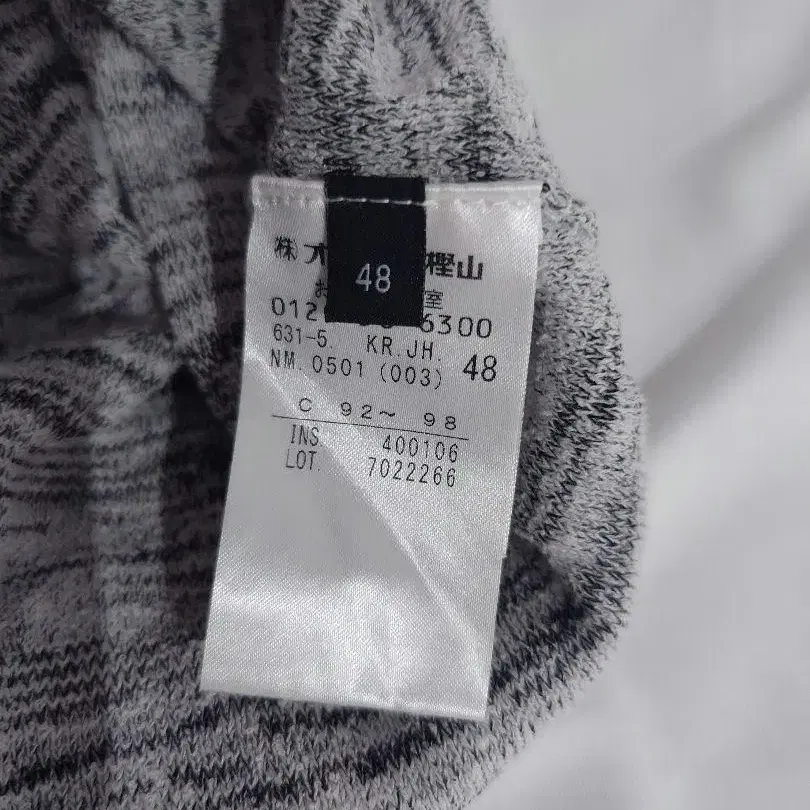 48
㈱ 樫山
室
012 6300
631-5. KR.JH. 48
NM. 0501 (003)
C 92~ 98
INS. 400106
LOT. 7022266